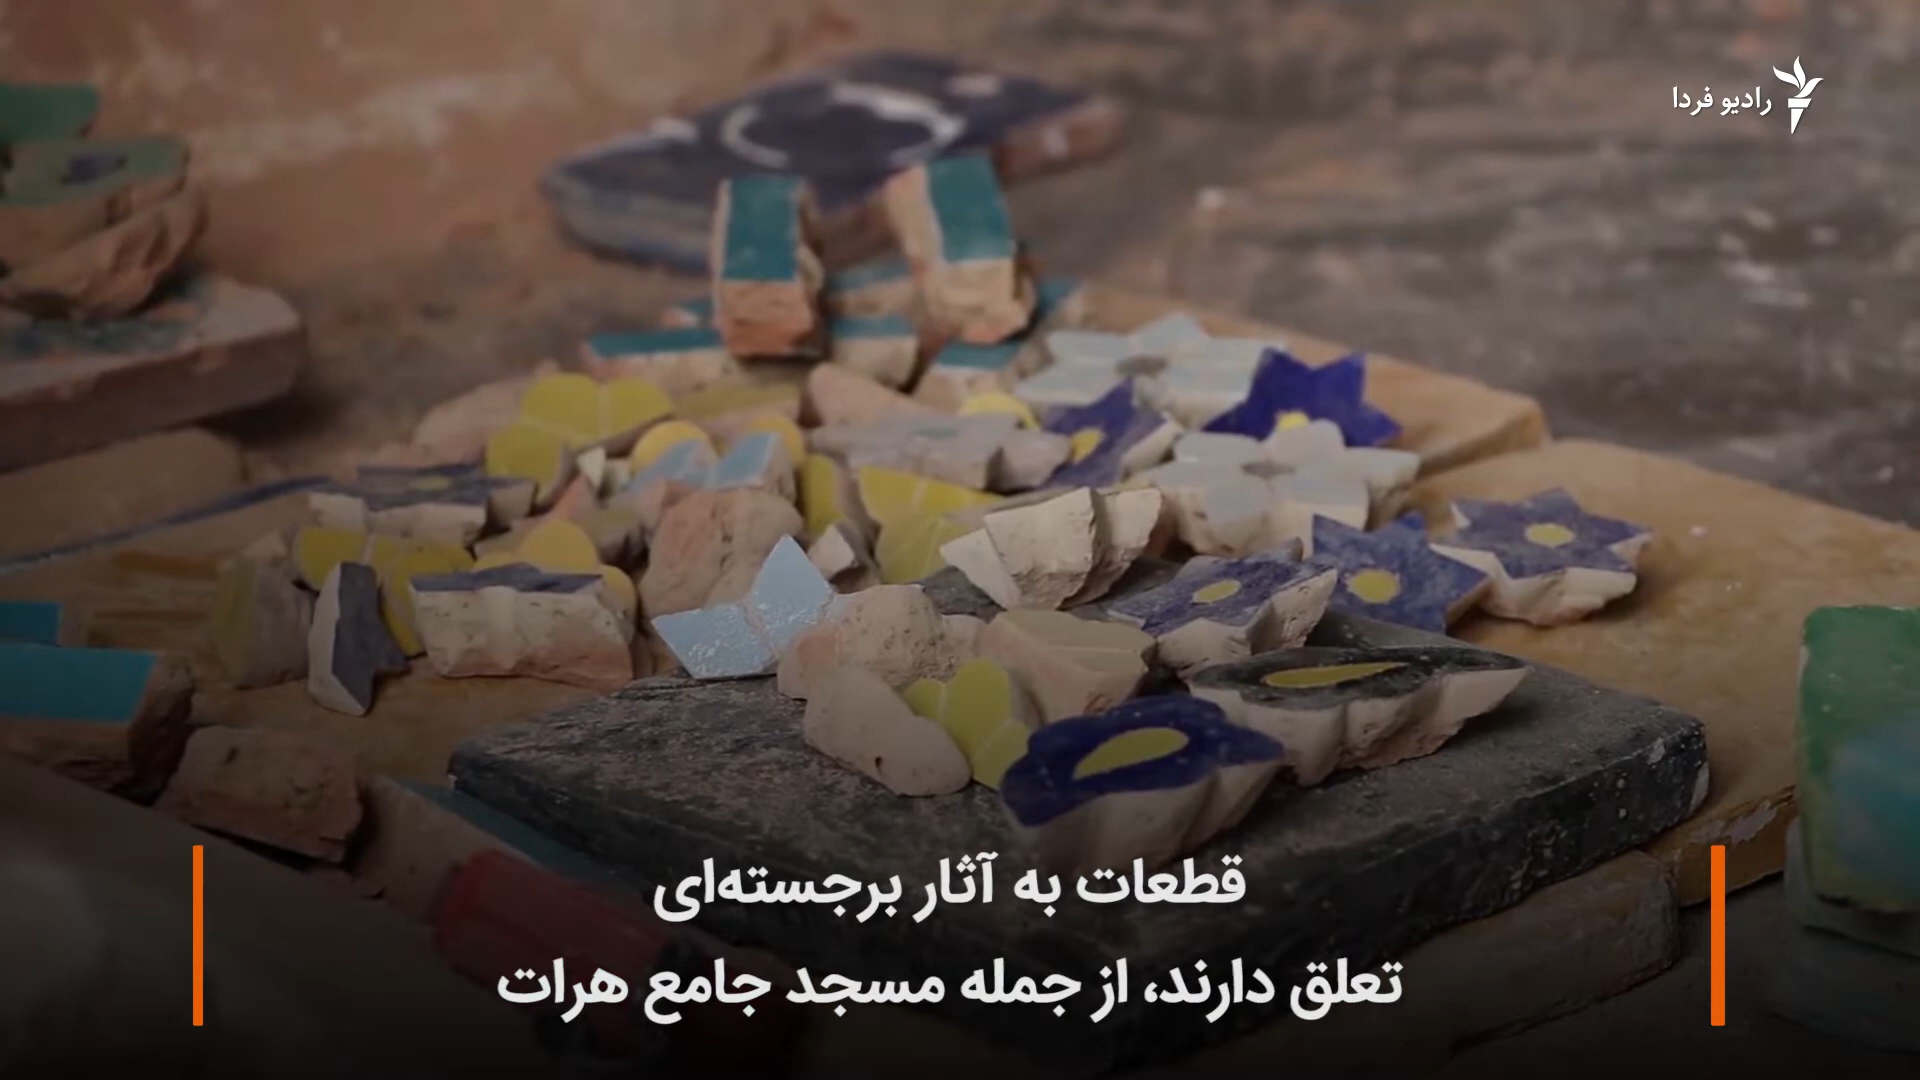 رادیو فردا
قطعات به آثار برجسته‌ای
تعلق دارند، از جمله مسجد جامع هرات